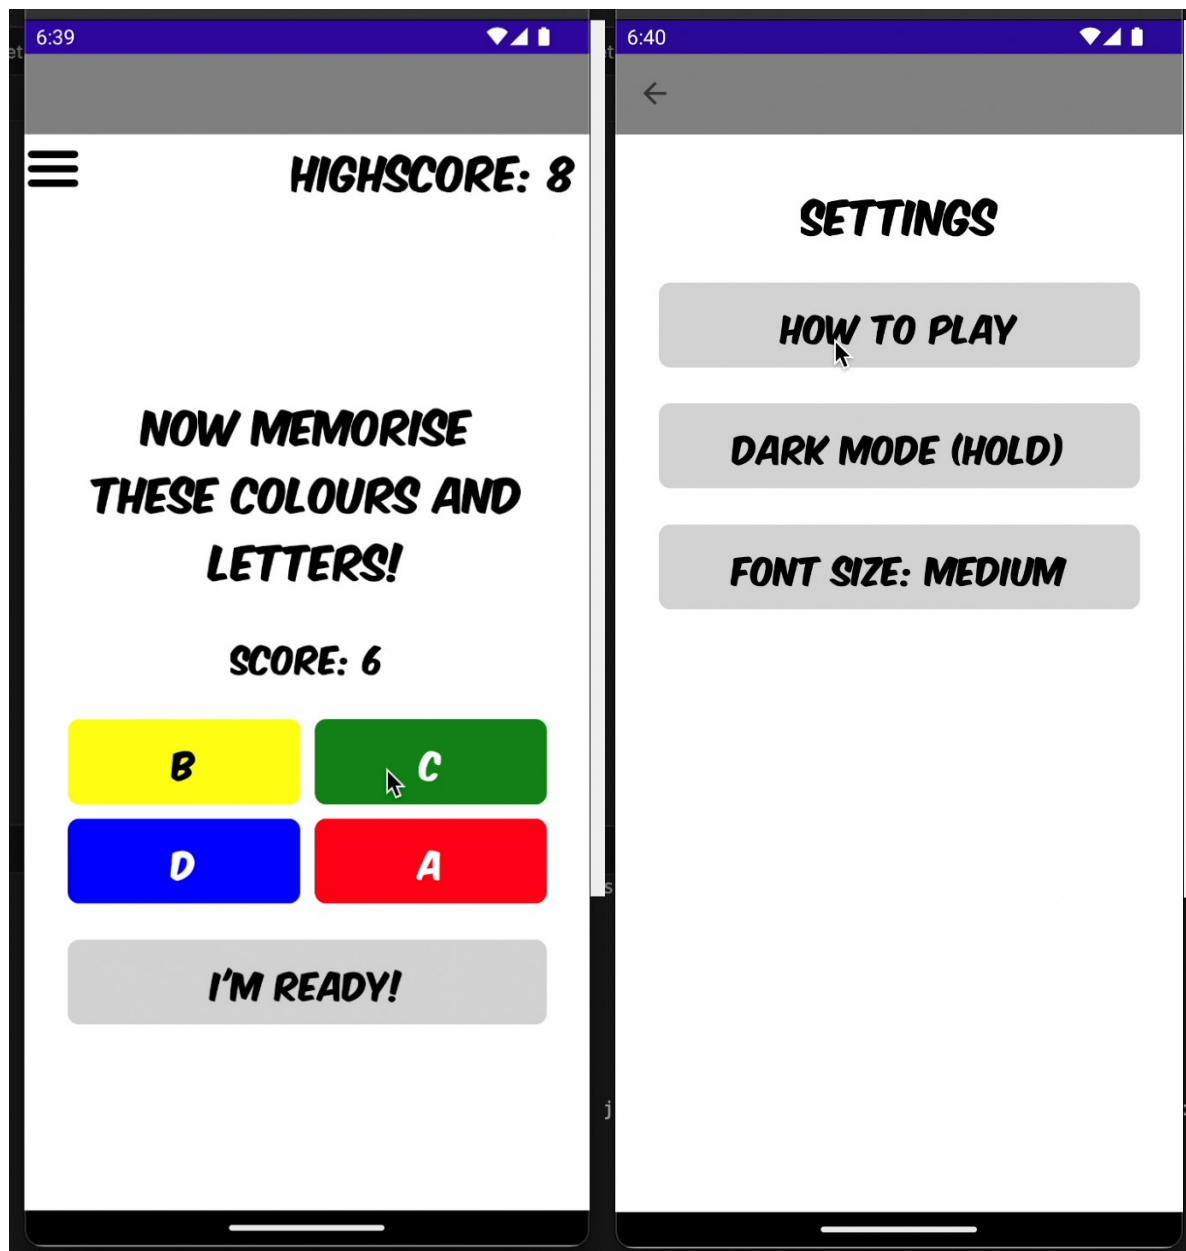 6:39
HIGHSCORE: 8
NOW MEMORISE
THESE COLOURS AND
LETTERS!
SCORE: 6
B
C
D
A
I'M READY!
6:40
SETTINGS
HOW TO PLAY
DARK MODE (HOLD)
FONT SIZE: MEDIUM